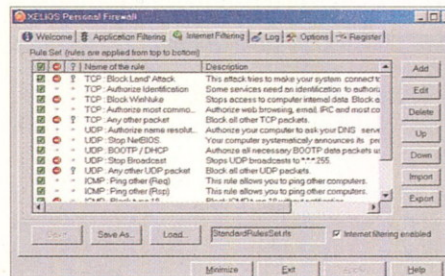 XELIOS Personal Firewall
Welcome Application Filtering Internet Filtering Log Options Register
Rule Set (rules are applied from top to bottom)
? Name of the rule Description
TCP : Block Land' Attack This attack tries to make your system connect to
TCP : Authorize Identification Some services need an identification to authoriz
TCP : Block WinNuke Stops access to computer internal data Block a
TCP : Authorize most commo... Authorize web browsing, email, IRC and most co
? TCP : Any other packet Block all other TCP packets.
UDP : Authorize name resolut... Authorize your computer to ask your DNS serve
UDP : Stop NetBIOS Your computer systematically announces its pe
UDP : BOOTP / DHCP Authorize all necessary BOOTP data packets us
UDP : Stop Broadcast Stops UDP broadcasts to *.*.*.255.
? UDP : Any other packet Block all other UDP packets.
ICMP : Ping other (Req) This rule allows you to ping other computers.
ICMP : Ping other (Rsp) This rule allows you to ping other computers.
Add
Edit
Delete
Up
Down
Import
Export
Save As... Load... StandardRulesSet.rls Internet filtering enabled
Minimize Exit Help